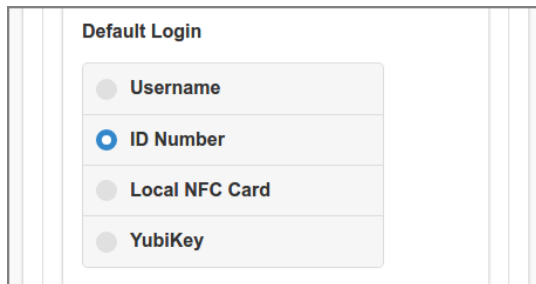 Default Login
Username
ID Number
Local NFC Card
YubiKey